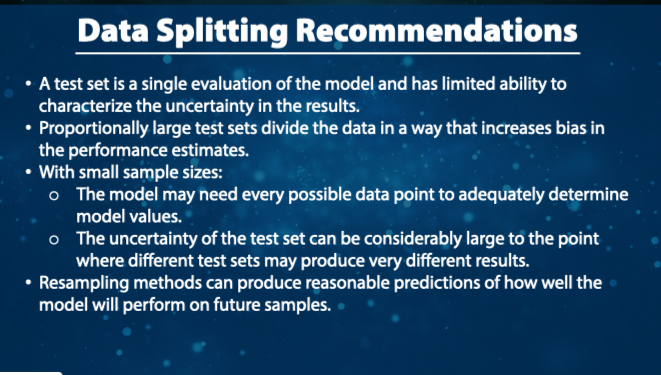 Data Splitting Recommendations
• A test set is a single evaluation of the model and has limited ability to
characterize the uncertainty in the results.
• Proportionally large test sets divide the data in a way that increases bias in
the performance estimates.
• With small sample sizes:
o The model may need every possible data point to adequately determine
model values.
o The uncertainty of the test set can be considerably large to the point
where different test sets may produce very different results.
• Resampling methods can produce reasonable predictions of how well the
model will perform on future samples.